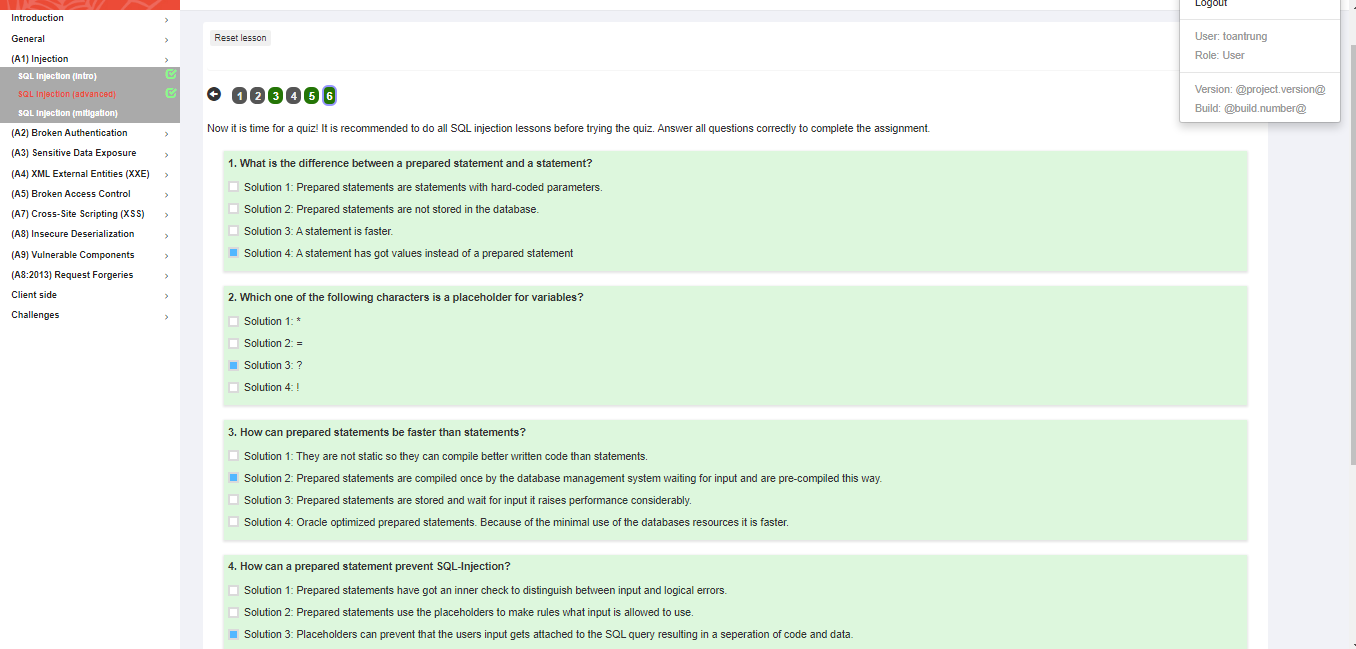 Logout
User: toantrung
Role: User
Version: @project.version@
Build: @build.number@
Introduction
General
(A1) Injection
SQL Injection (intro)
SQL Injection (advanced)
SQL Injection (mitigation)
(A2) Broken Authentication
(A3) Sensitive Data Exposure
(A4) XML External Entities (XXE)
(A5) Broken Access Control
(A7) Cross-Site Scripting (XSS)
(A8) Insecure Deserialization
(A9) Vulnerable Components
(A8:2013) Request Forgeries
Client side
Challenges
Reset lesson
1 2 3 4 5 6
Now it is time for a quiz! It is recommended to do all SQL injection lessons before trying the quiz. Answer all questions correctly to complete the assignment.
1. What is the difference between a prepared statement and a statement?
Solution 1: Prepared statements are statements with hard-coded parameters.
Solution 2: Prepared statements are not stored in the database.
Solution 3: A statement is faster.
Solution 4: A statement has got values instead of a prepared statement
2. Which one of the following characters is a placeholder for variables?
Solution 1: *
Solution 2: =
Solution 3: ?
Solution 4: !
3. How can prepared statements be faster than statements?
Solution 1: They are not static so they can compile better written code than statements.
Solution 2: Prepared statements are compiled once by the database management system waiting for input and are pre-compiled this way.
Solution 3: Prepared statements are stored and wait for input it raises performance considerably.
Solution 4: Oracle optimized prepared statements. Because of the minimal use of the databases resources it is faster.
4. How can a prepared statement prevent SQL-Injection?
Solution 1: Prepared statements have got an inner check to distinguish between input and logical errors.
Solution 2: Prepared statements use the placeholders to make rules what input is allowed to use.
Solution 3: Placeholders can prevent that the users input gets attached to the SQL query resulting in a seperation of code and data.